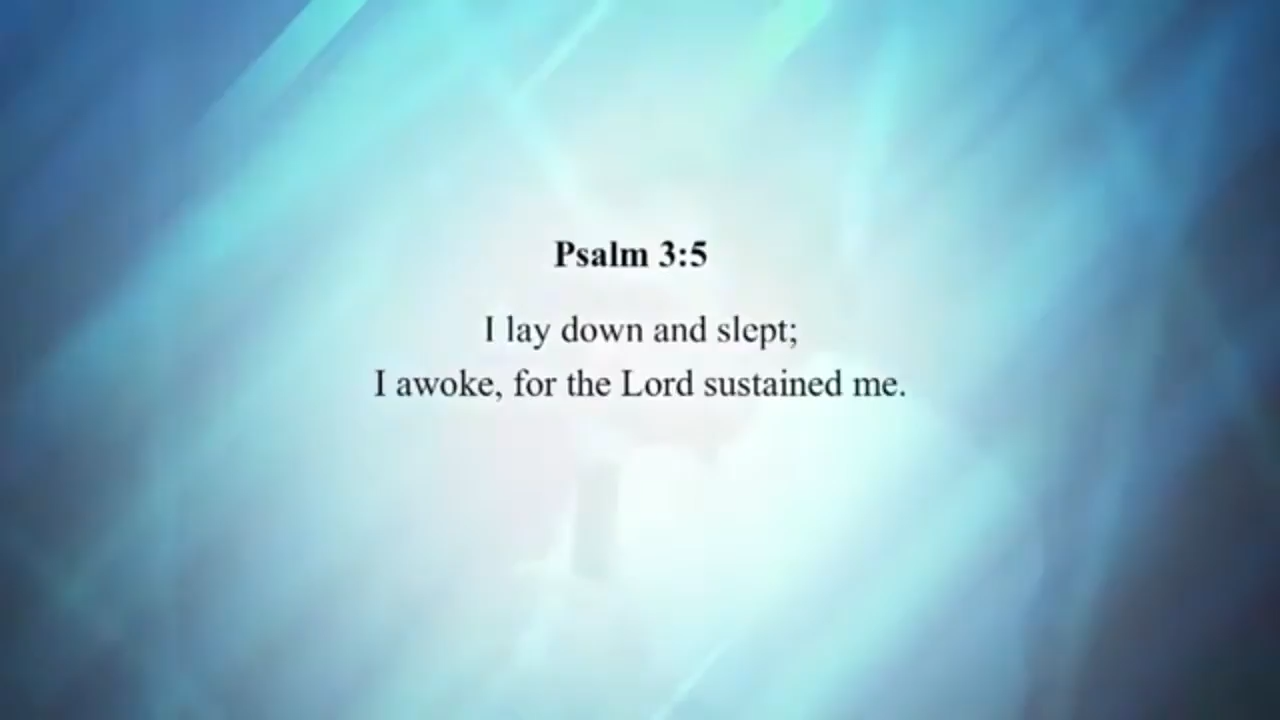 Psalm 3:5
I lay down and slept;
I awoke, for the Lord sustained me.